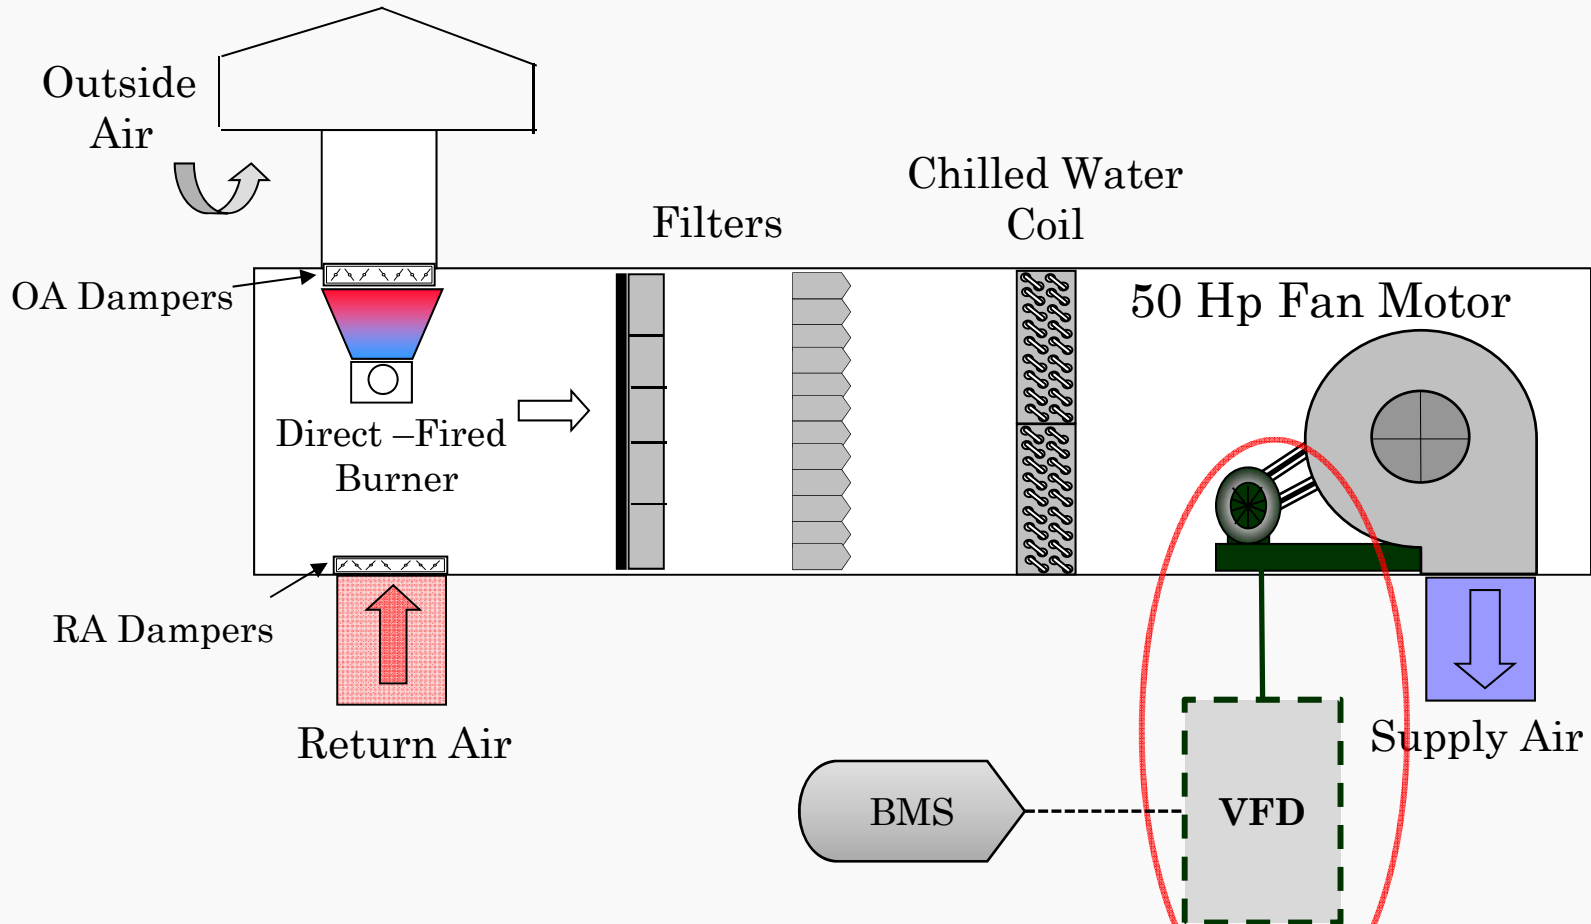 Outside
Air
Chilled Water
Coil
Filters
OA Dampers
50 Hp Fan Motor
Direct –Fired
Burner
RA Dampers
Return Air
Supply Air
BMS
VFD